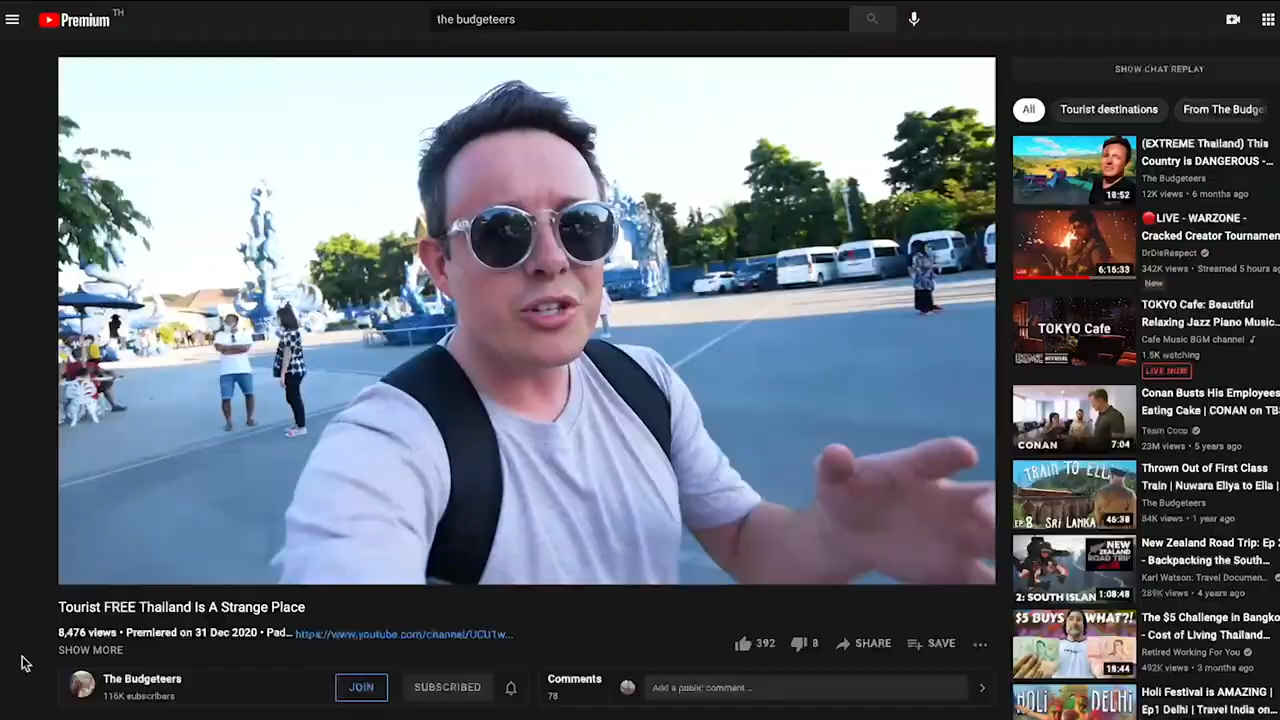 Premium TH
the budgeteers
SHOW CHAT REPLAY
All
Tourist destinations
From The Budge
(EXTREME Thailand) This
Country is DANGEROUS -...
The Budgeteers
12K views • 6 months ago
18:52
LIVE - WARZONE -
Cracked Creator Tournamen
DrDisRespect
342K views • Streamed 5 hours ag
New
6:16:33
TOKYO Cafe
TOKYO Cafe: Beautiful
Relaxing Jazz Piano Music...
Cafe Music BGM channel
1.5K watching
LIVE NOW
CONAN
7:04
Conan Busts His Employees
Eating Cake | CONAN on TB
Team Coco
23M views • 5 years ago
TRAIN TO ELLA
EP.8 SRI LANKA
46:38
Thrown Out of First Class
Train | Nuwara Eliya to Ella |
The Budgeteers
84K views • 1 year ago
NEW ZEALAND ROAD TRIP
2: SOUTH ISLAN
1:08:48
New Zealand Road Trip: Ep 2
- Backpacking the South...
Karl Watson: Travel Documen...
289K views • 4 years ago
$5 BUYS WHAT?!
18:44
The $5 Challenge in Bangko
- Cost of Living Thailand...
Retired Working For You
492K views • 3 months ago
HOLI DELHI
Holi Festival is AMAZING |
Ep1 Delhi | Travel India on...
Tourist FREE Thailand Is A Strange Place
8,476 views • Premiered on 31 Dec 2020 • Pad... https://www.youtube.com/channel/UCU1w...
SHOW MORE
392
8
SHARE
SAVE
The Budgeteers
116K subscribers
JOIN
SUBSCRIBED
Comments
78
Add a public comment...